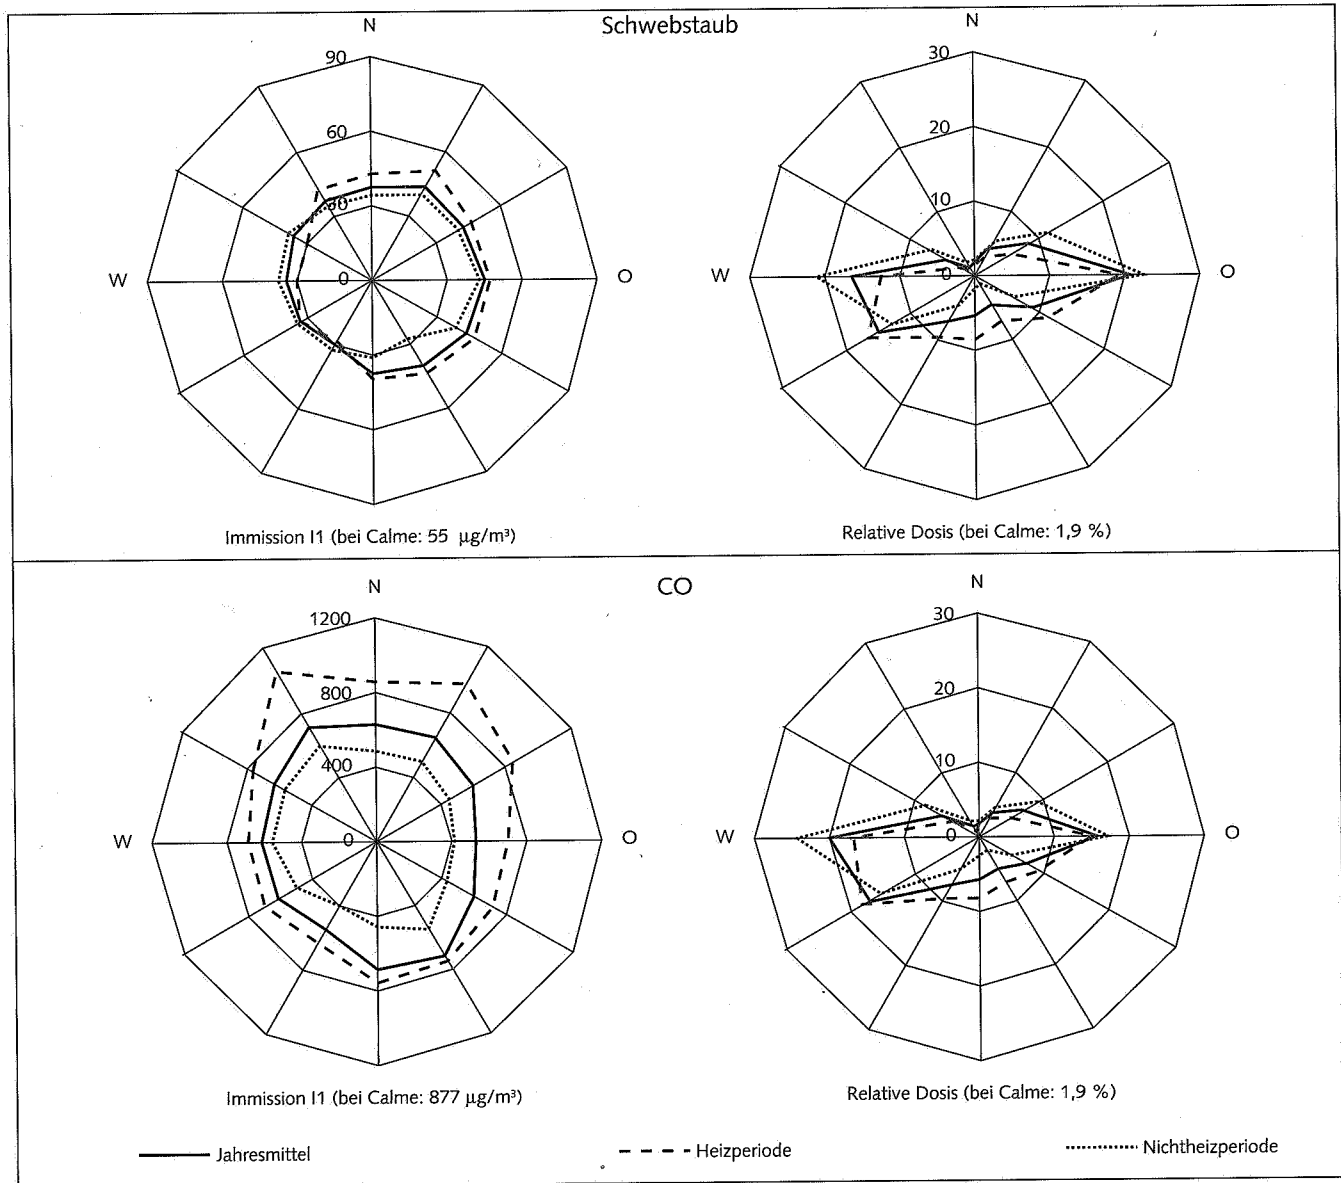 Schwebstaub
N
90
60
30
0
W
O
Immission I1 (bei Calme: 55 µg/m³)
N
30
20
10
0
W
O
Relative Dosis (bei Calme: 1,9 %)
CO
N
1200
800
400
0
W
O
Immission I1 (bei Calme: 877 µg/m³)
N
30
20
10
0
W
O
Relative Dosis (bei Calme: 1,9 %)
Jahresmittel
Heizperiode
Nichtheizperiode